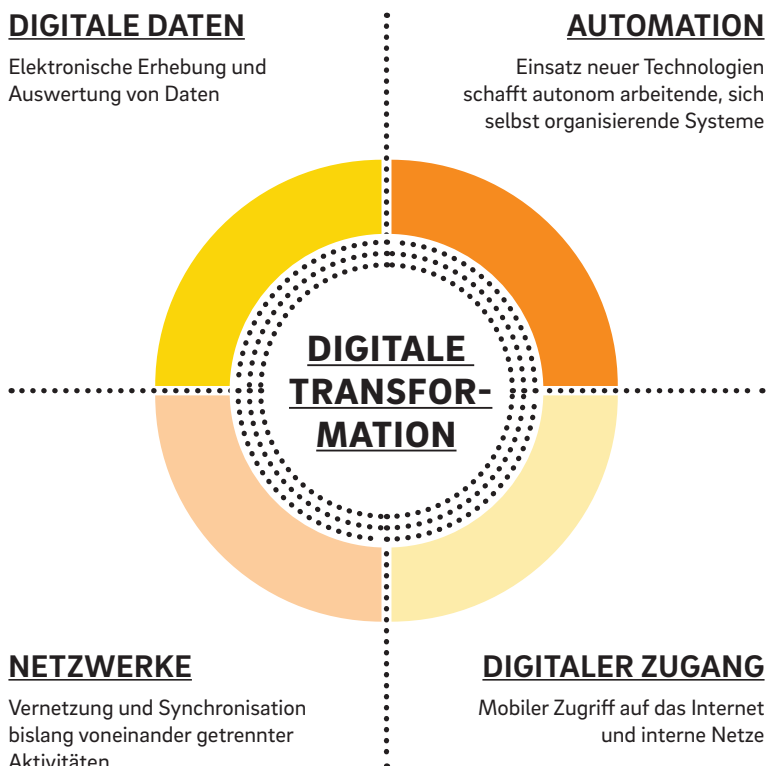 DIGITALE DATEN
Elektronische Erhebung und
Auswertung von Daten
AUTOMATION
Einsatz neuer Technologien
schafft autonom arbeitende, sich
selbst organisierende Systeme
DIGITALE
TRANSFOR-
MATION
NETZWERKE
Vernetzung und Synchronisation
bislang voneinander getrennter
Aktivitäten
DIGITALER ZUGANG
Mobiler Zugriff auf das Internet
und interne Netze